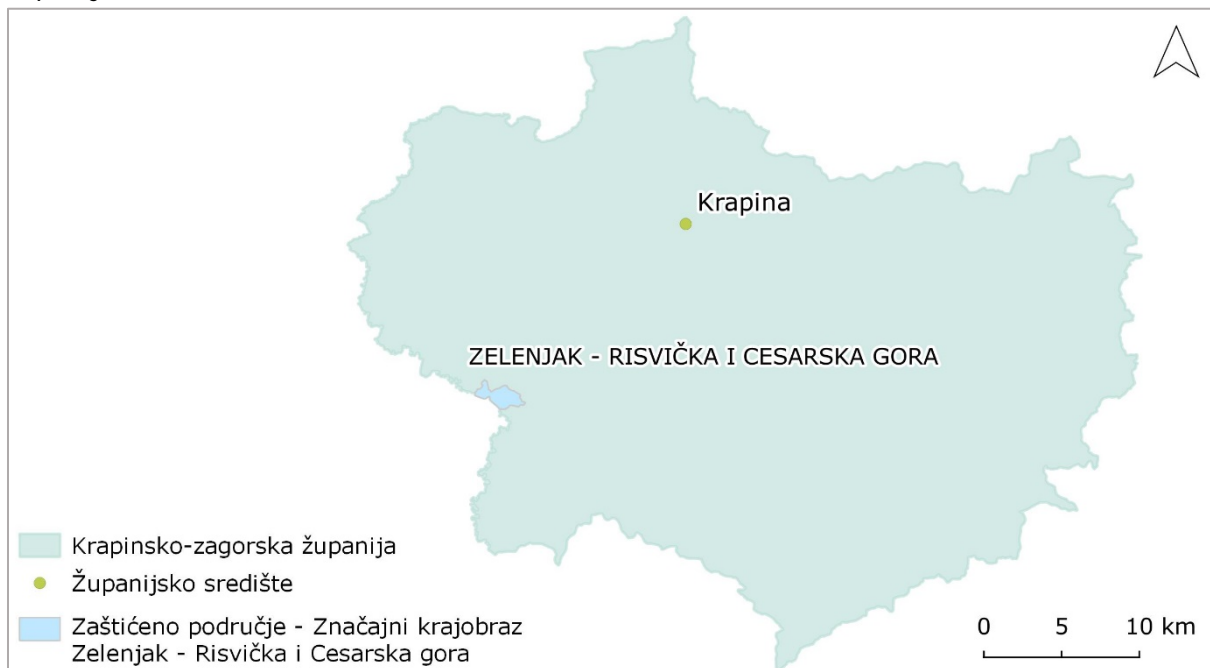 Krapina
ZELENJAK - RISVIČKA I CESARSKA GORA
Krapinsko-zagorska županija
Županijsko središte
Zaštićeno područje - Značajni krajobraz
Zelenjak - Risvička i Cesarska gora
0 5 10 km